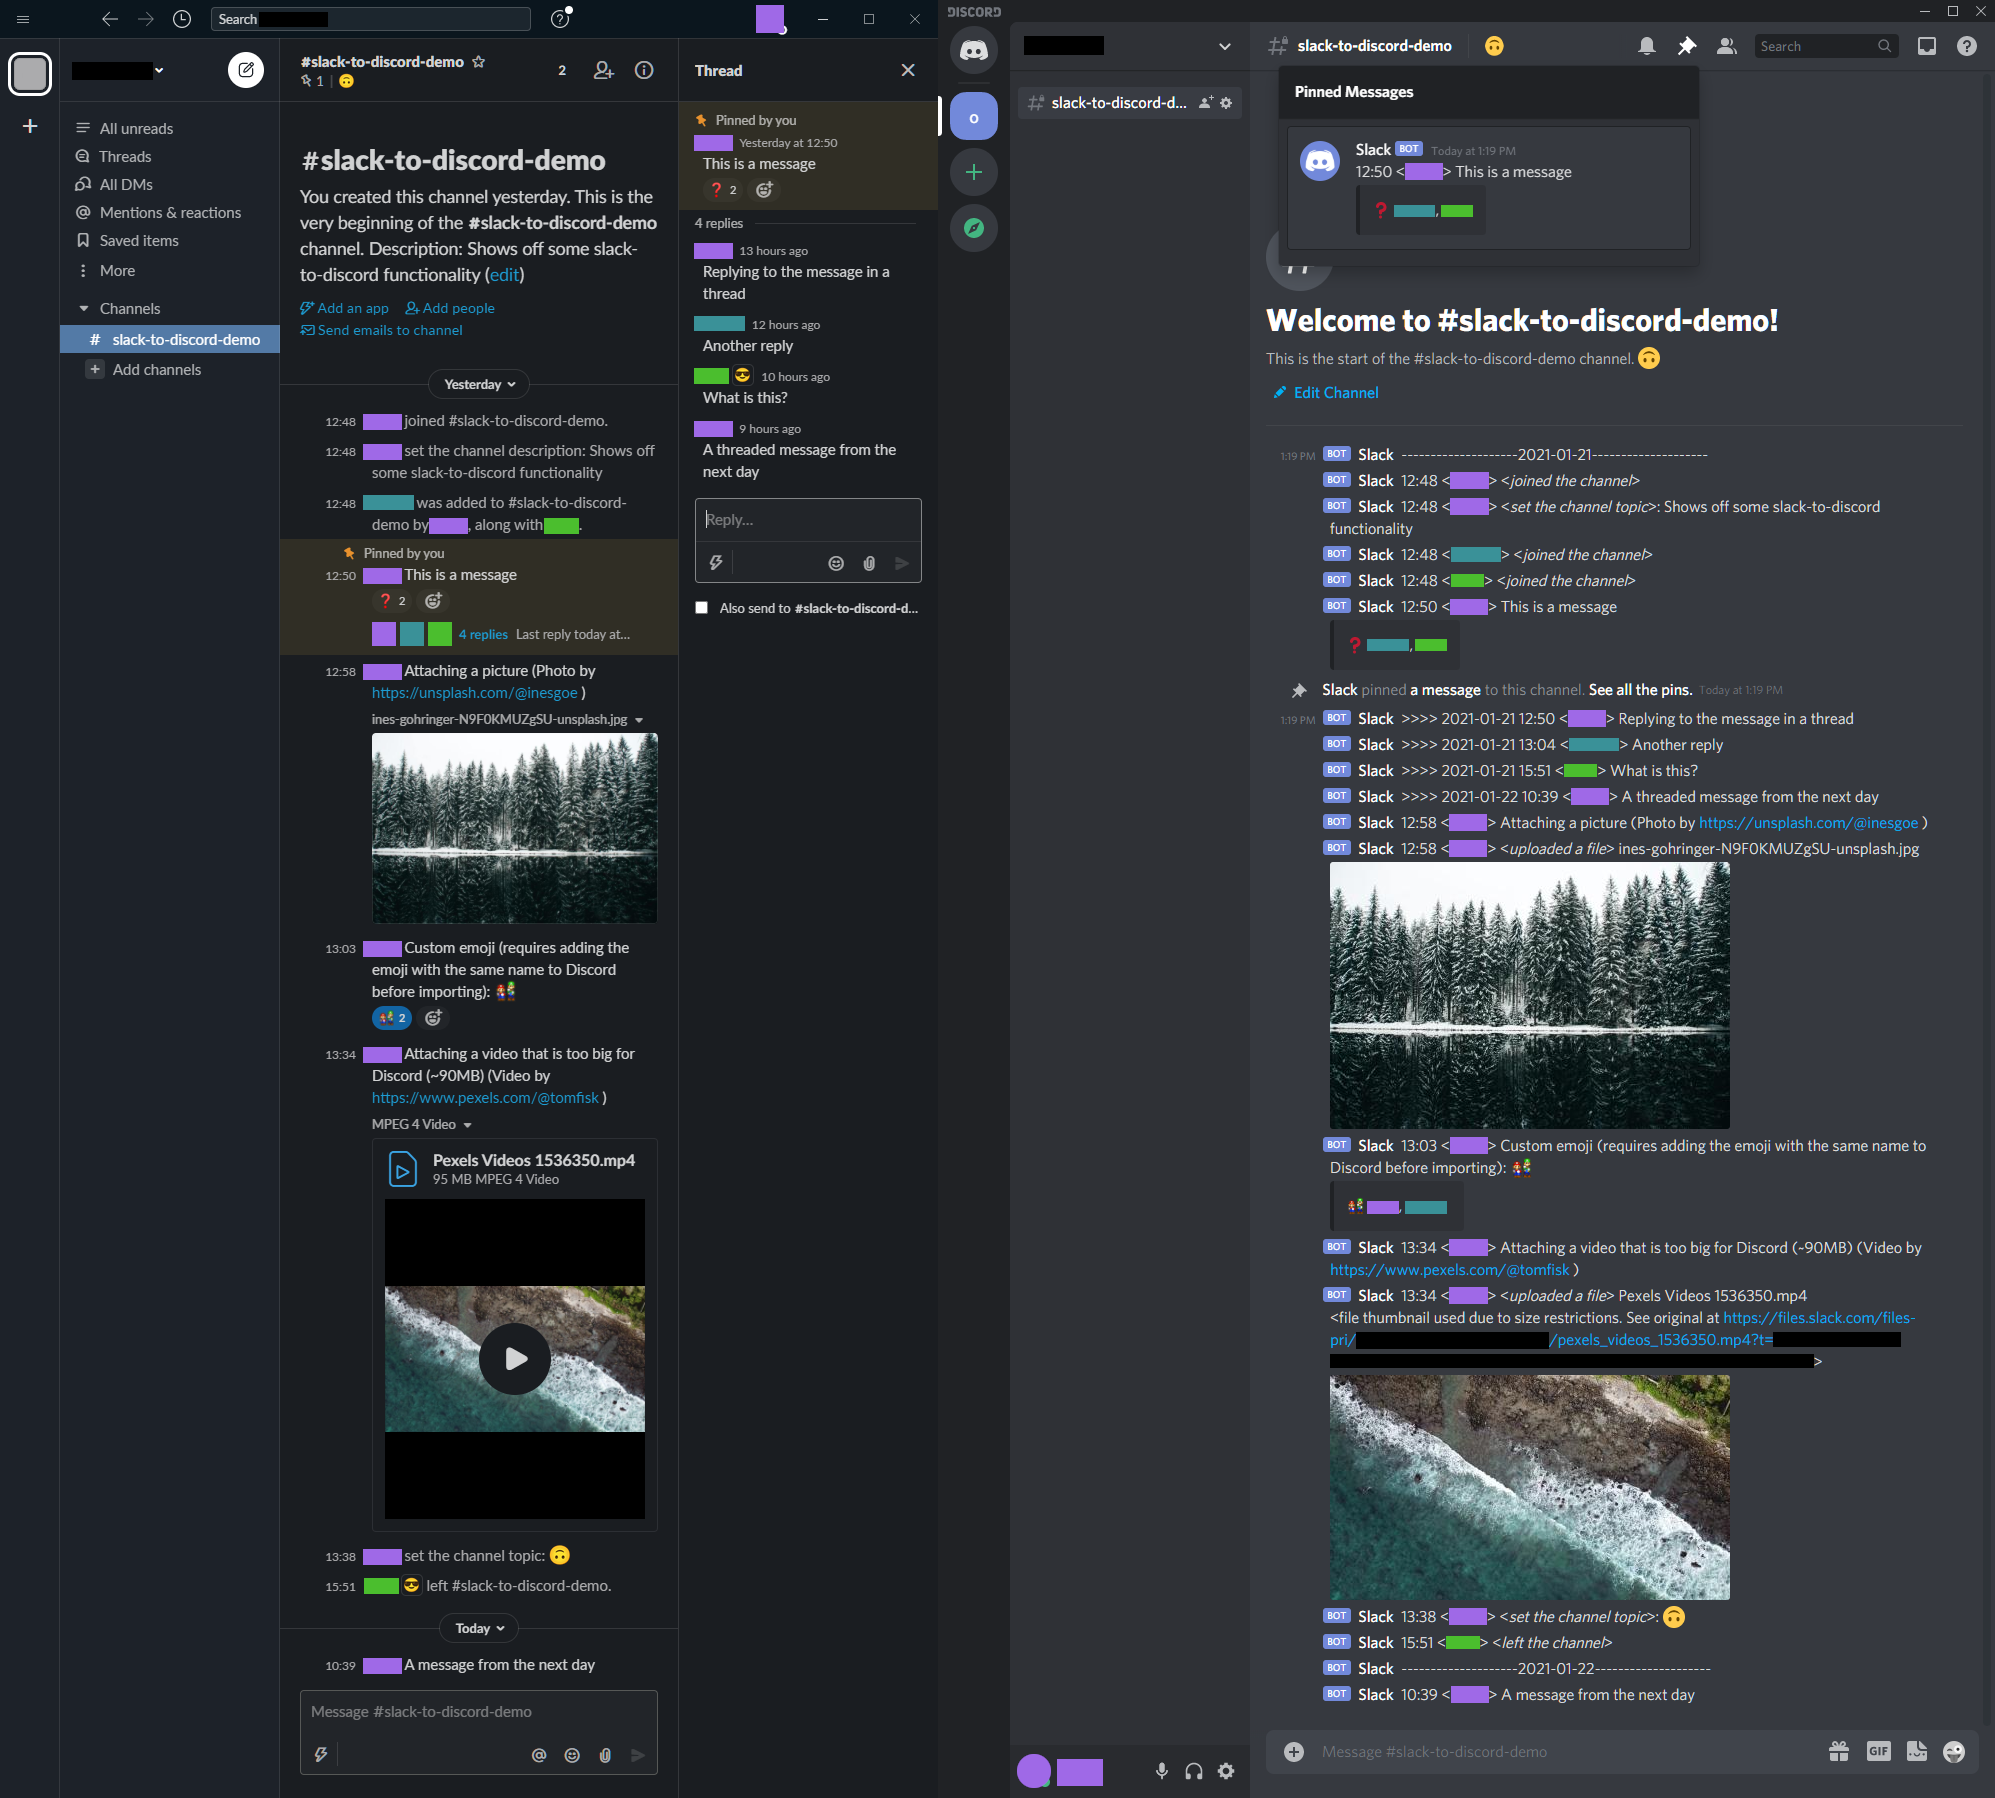 Search
#slack-to-discord-demo
1
2
All unreads
Threads
All DMs
Mentions & reactions
Saved items
More
Channels
# slack-to-discord-demo
Add channels
#slack-to-discord-demo
You created this channel yesterday. This is the
very beginning of the #slack-to-discord-demo
channel. Description: Shows off some slack-
to-discord functionality (edit)
Add an app
Add people
Send emails to channel
Yesterday
12:48 joined #slack-to-discord-demo.
12:48 set the channel description: Shows off
some slack-to-discord functionality
12:48 was added to #slack-to-discord-
demo by , along with .
Pinned by you
12:50 This is a message
2
4 replies Last reply today at...
12:58 Attaching a picture (Photo by
https://unsplash.com/@inesgoe )
ines-gohringer-N9F0KMUZgSU-unsplash.jpg
13:03 Custom emoji (requires adding the
emoji with the same name to Discord
before importing):
2
13:34 Attaching a video that is too big for
Discord (~90MB) (Video by
https://www.pexels.com/@tomfisk )
MPEG 4 Video
Pexels Videos 1536350.mp4
95 MB MPEG 4 Video
13:38 set the channel topic:
15:51 left #slack-to-discord-demo.
Today
10:39 A message from the next day
Message #slack-to-discord-demo
Thread
Pinned by you
Yesterday at 12:50
This is a message
2
4 replies
13 hours ago
Replying to the message in a
thread
12 hours ago
Another reply
10 hours ago
What is this?
9 hours ago
A threaded message from the
next day
Reply...
Also send to #slack-to-discord-d...
DISCORD
o
slack-to-discord-d...
slack-to-discord-demo
Search
Pinned Messages
Slack BOT Today at 1:19 PM
12:50 < > This is a message
,
Welcome to #slack-to-discord-demo!
This is the start of the #slack-to-discord-demo channel.
Edit Channel
1:19 PM BOT Slack --------------------2021-01-21--------------------
BOT Slack 12:48 < > <joined the channel>
BOT Slack 12:48 < > <set the channel topic>: Shows off some slack-to-discord
functionality
BOT Slack 12:48 < > <joined the channel>
BOT Slack 12:48 < > <joined the channel>
BOT Slack 12:50 < > This is a message
,
Slack pinned a message to this channel. See all the pins. Today at 1:19 PM
1:19 PM BOT Slack >>>> 2021-01-21 12:50 < > Replying to the message in a thread
BOT Slack >>>> 2021-01-21 13:04 < > Another reply
BOT Slack >>>> 2021-01-21 15:51 < > What is this?
BOT Slack >>>> 2021-01-22 10:39 < > A threaded message from the next day
BOT Slack 12:58 < > Attaching a picture (Photo by https://unsplash.com/@inesgoe )
BOT Slack 12:58 < > <uploaded a file> ines-gohringer-N9F0KMUZgSU-unsplash.jpg
BOT Slack 13:03 < > Custom emoji (requires adding the emoji with the same name to
Discord before importing):
,
BOT Slack 13:34 < > Attaching a video that is too big for Discord (~90MB) (Video by
https://www.pexels.com/@tomfisk )
BOT Slack 13:34 < > <uploaded a file> Pexels Videos 1536350.mp4
<file thumbnail used due to size restrictions. See original at https://files.slack.com/files-
pri/ /pexels_videos_1536350.mp4?t=
>
BOT Slack 13:38 < > <set the channel topic>:
BOT Slack 15:51 < > <left the channel>
BOT Slack --------------------2021-01-22--------------------
BOT Slack 10:39 < > A message from the next day
Message #slack-to-discord-demo
GIF